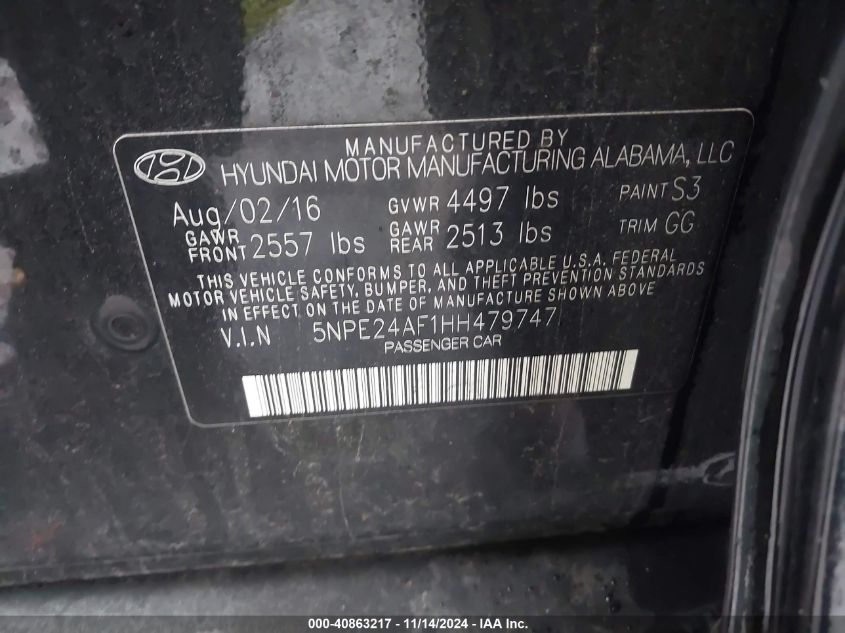 MANUFACTURED BY
HYUNDAI MOTOR MANUFACTURING ALABAMA, LLC
Aug/02/16 GVWR 4497 lbs PAINT S3
GAWR FRONT 2557 lbs GAWR REAR 2513 lbs TRIM GG
THIS VEHICLE CONFORMS TO ALL APPLICABLE U.S.A. FEDERAL
MOTOR VEHICLE SAFETY, BUMPER, AND THEFT PREVENTION STANDARDS
IN EFFECT ON THE DATE OF MANUFACTURE SHOWN ABOVE
V.I.N 5NPE24AF1HH479747
PASSENGER CAR
000-40863217 - 11/14/2024 - IAA Inc.